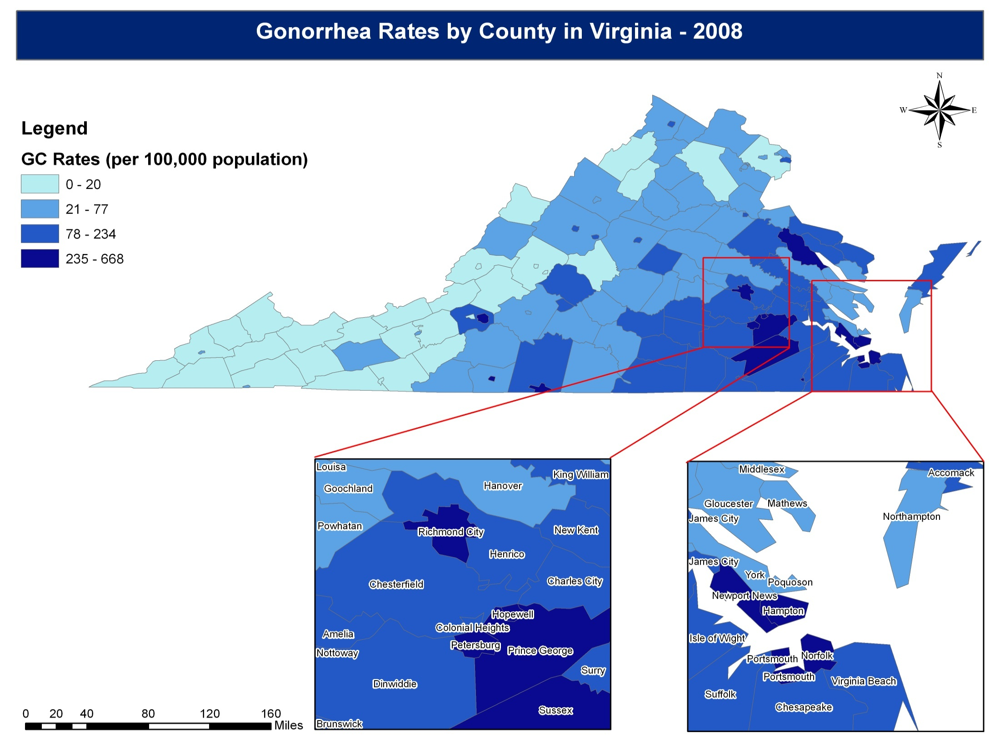 Gonorrhea Rates by County in Virginia - 2008
N
W
E
S
Legend
GC Rates (per 100,000 population)
0 - 20
21 - 77
78 - 234
235 - 668
Louisa
King William
Hanover
Goochland
Powhatan
Richmond City
New Kent
Henrico
Charles City
Chesterfield
Hopewell
Colonial Heights
Amelia
Petersburg
Prince George
Nottoway
Surry
Dinwiddie
Sussex
Brunswick
Middlesex
Accomack
Gloucester
Mathews
James City
Northampton
James City
York
Poquoson
Newport News
Hampton
Isle of Wight
Portsmouth
Norfolk
Portsmouth
Virginia Beach
Suffolk
Chesapeake
0 20 40 80 120 160
Miles